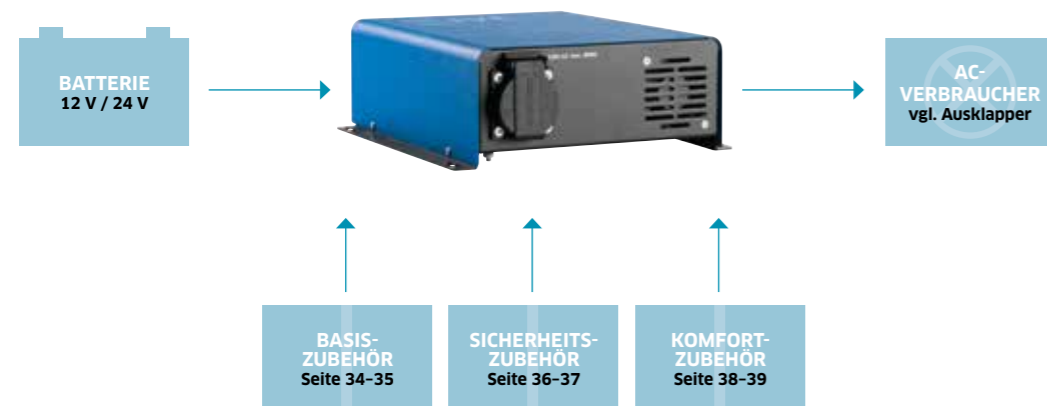 BATTERIE
12 V / 24 V
AC-
VERBRAUCHER
vgl. Ausklapper
BASIS-
ZUBEHÖR
Seite 34–35
SICHERHEITS-
ZUBEHÖR
Seite 36–37
KOMFORT-
ZUBEHÖR
Seite 38–39